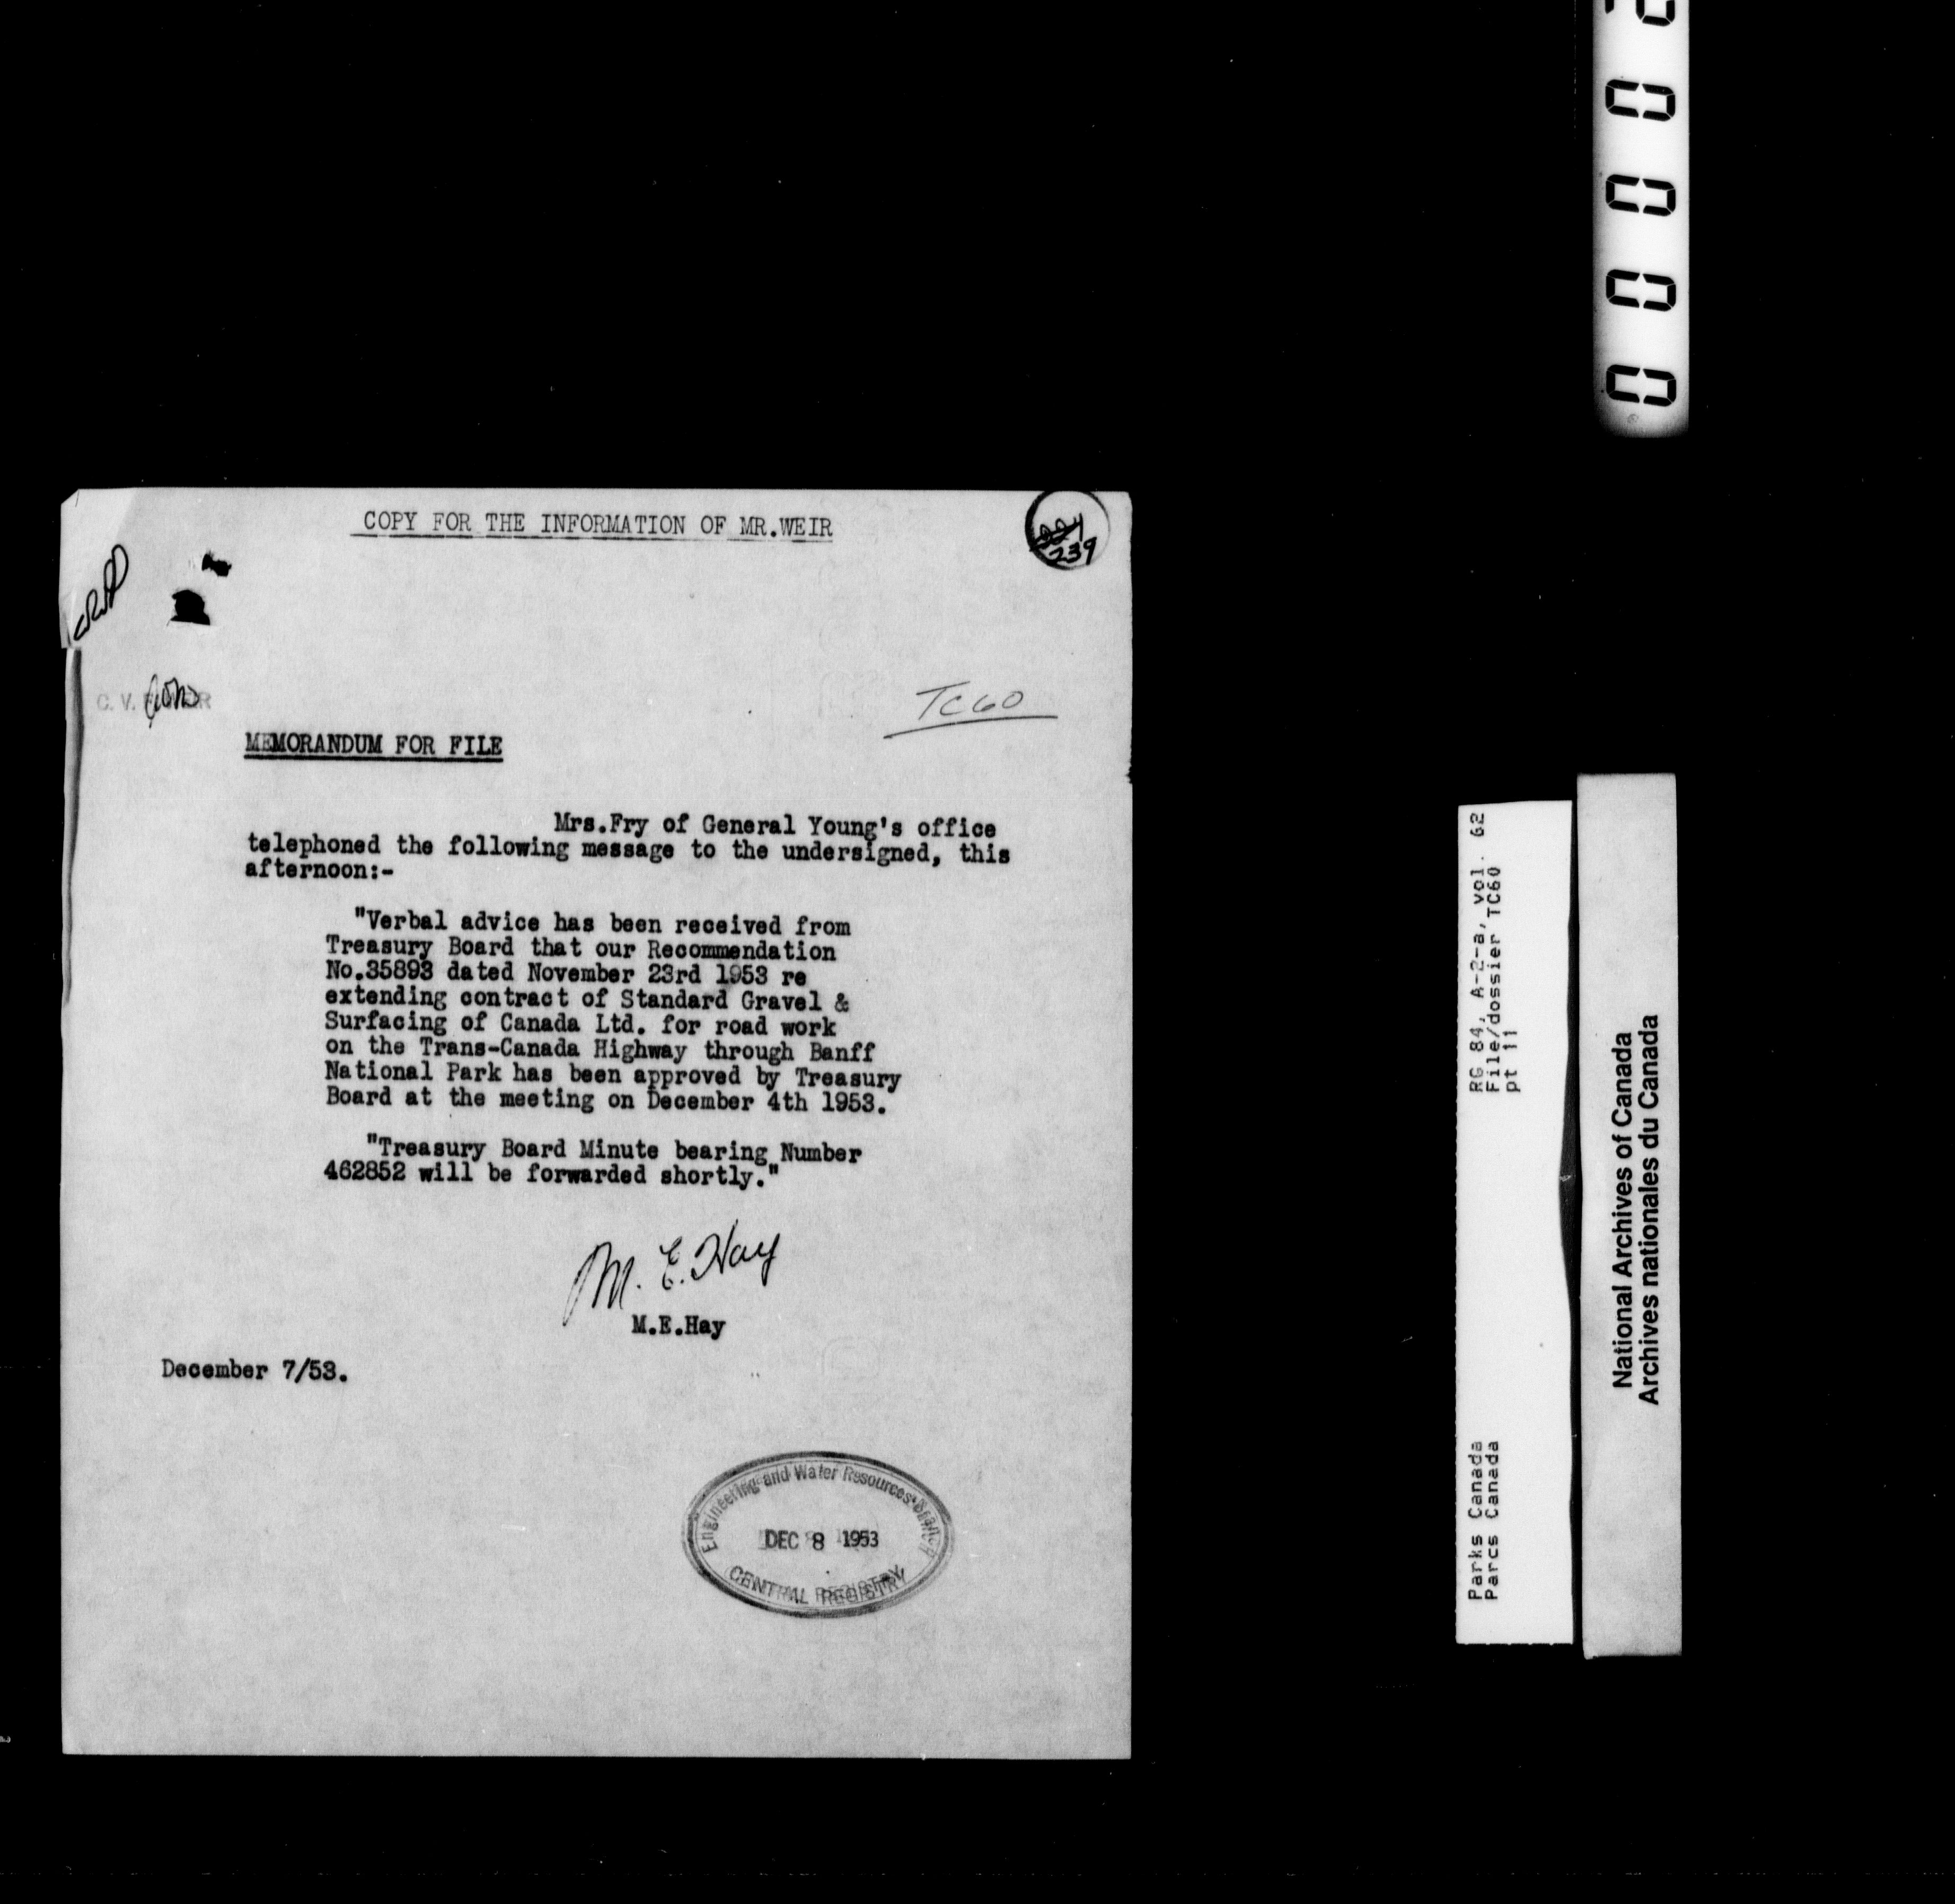 COPY FOR THE INFORMATION OF MR.WEIR
239
C. V.
TC60
MEMORANDUM FOR FILE
Mrs.Fry of General Young's office
telephoned the following message to the undersigned, this
afternoon:-
"Verbal advice has been received from
Treasury Board that our Recommendation
No.35893 dated November 23rd 1953 re
extending contract of Standard Gravel &
Surfacing of Canada Ltd. for road work
on the Trans-Canada Highway through Banff
National Park has been approved by Treasury
Board at the meeting on December 4th 1953.
"Treasury Board Minute bearing Number
462852 will be forwarded shortly."
M. E. Hay
M.E.Hay
December 7/53.
Engineering and Water Resources
DEC 8 1953
CENTRAL REGISTRY
0 0 0 0
RG 84, A-2-a, vol. 62
File/dossier TC60
pt 11
Parks Canada
Parcs Canada
National Archives of Canada
Archives nationales du Canada